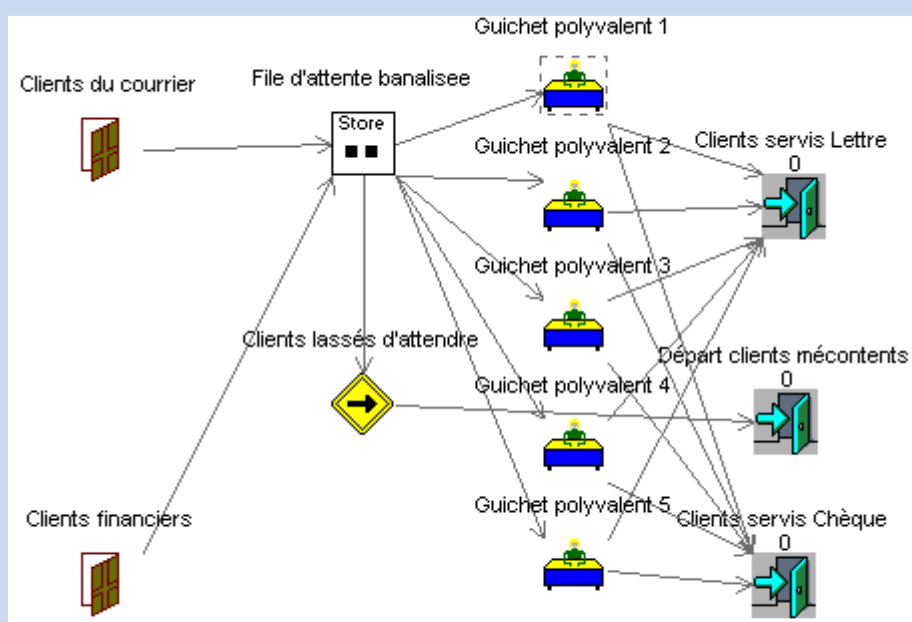 Guichet polyvalent 1
Clients du courrier
File d'attente banalisee
Store
Guichet polyvalent 2
Clients servis Lettre
0
Guichet polyvalent 3
Clients lassés d'attendre
Départ clients mécontents
0
Guichet polyvalent 4
Clients financiers
Guichet polyvalent 5
Clients servis Chèque
0